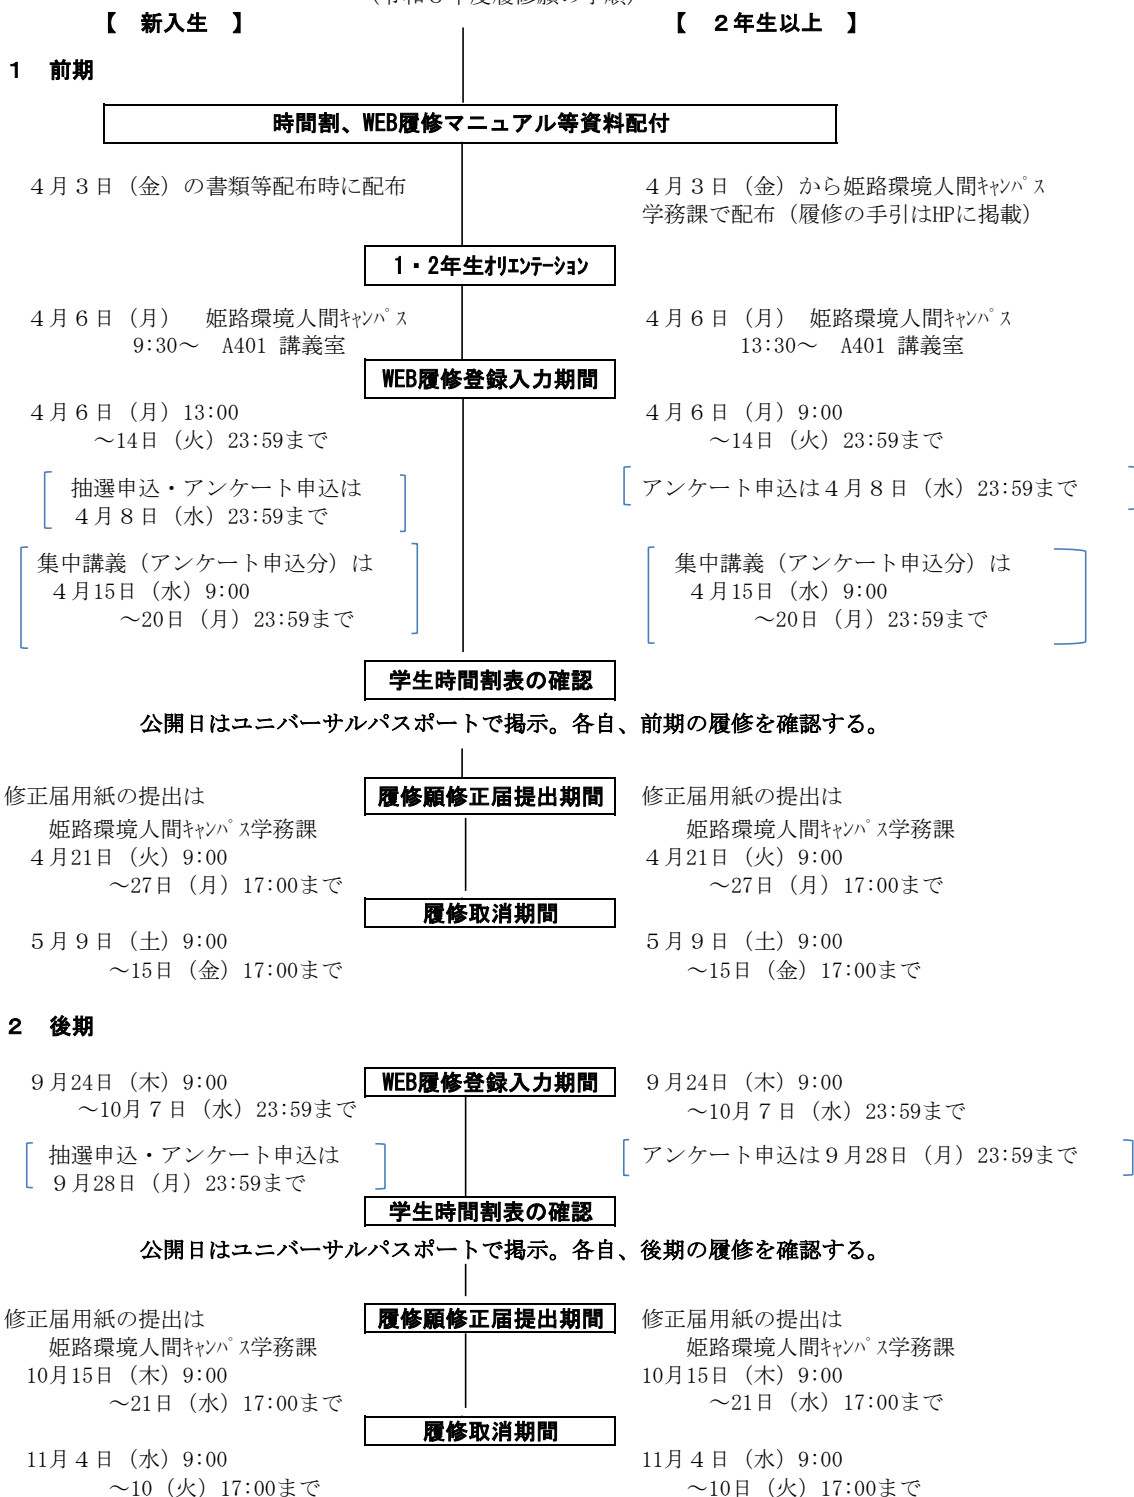 【 新入生 】
【 2年生以上 】
1 前期
時間割、WEB履修マニュアル等資料配付
4月3日（金）の書類等配布時に配布
4月3日（金）から姫路環境人間ｷｬﾝﾊﾟｽ
学務課で配布（履修の手引はHPに掲載）
1・2年生ｵﾘｴﾝﾃｰｼｮﾝ
4月6日（月） 姫路環境人間ｷｬﾝﾊﾟｽ
9:30～ A401 講義室
4月6日（月） 姫路環境人間ｷｬﾝﾊﾟｽ
13:30～ A401 講義室
WEB履修登録入力期間
4月6日（月）13:00
～14日（火）23:59まで
4月6日（月）9:00
～14日（火）23:59まで
抽選申込・アンケート申込は
4月8日（水）23:59まで
アンケート申込は4月8日（水）23:59まで
集中講義（アンケート申込分）は
4月15日（水）9:00
～20日（月）23:59まで
集中講義（アンケート申込分）は
4月15日（水）9:00
～20日（月）23:59まで
学生時間割表の確認
公開日はユニバーサルパスポートで掲示。各自、前期の履修を確認する。
履修願修正届提出期間
修正届用紙の提出は
姫路環境人間ｷｬﾝﾊﾟｽ学務課
4月21日（火）9:00
～27日（月）17:00まで
修正届用紙の提出は
姫路環境人間ｷｬﾝﾊﾟｽ学務課
4月21日（火）9:00
～27日（月）17:00まで
履修取消期間
5月9日（土）9:00
～15日（金）17:00まで
5月9日（土）9:00
～15日（金）17:00まで
2 後期
WEB履修登録入力期間
9月24日（木）9:00
～10月7日（水）23:59まで
9月24日（木）9:00
～10月7日（水）23:59まで
抽選申込・アンケート申込は
9月28日（月）23:59まで
アンケート申込は9月28日（月）23:59まで
学生時間割表の確認
公開日はユニバーサルパスポートで掲示。各自、後期の履修を確認する。
履修願修正届提出期間
修正届用紙の提出は
姫路環境人間ｷｬﾝﾊﾟｽ学務課
10月15日（木）9:00
～21日（水）17:00まで
修正届用紙の提出は
姫路環境人間ｷｬﾝﾊﾟｽ学務課
10月15日（木）9:00
～21日（水）17:00まで
履修取消期間
11月4日（水）9:00
～10（火）17:00まで
11月4日（水）9:00
～10日（火）17:00まで